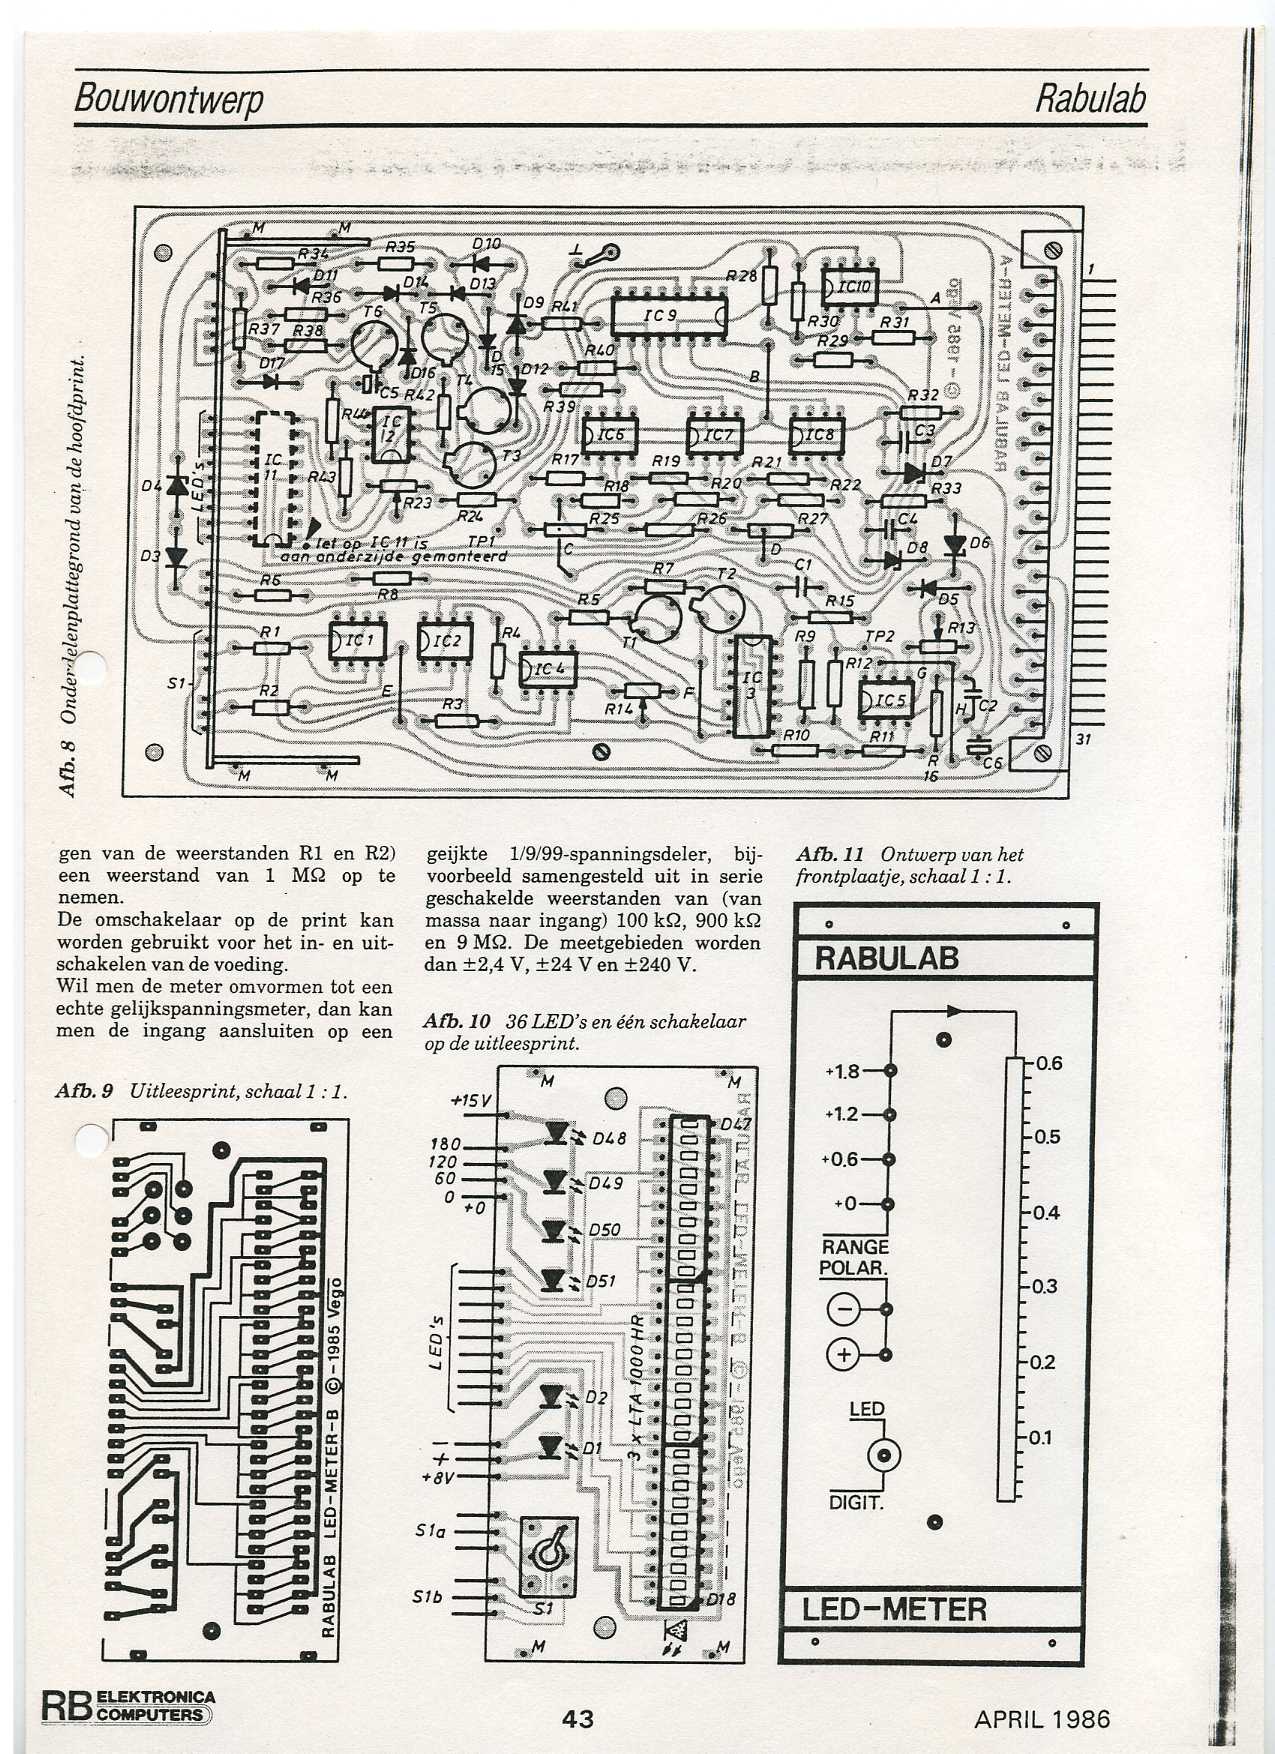 Bouwontwerp
Rabulab
M
M
R34
R35
D10
D11
D14
D13
R36
R37
R38
T6
T5
D9
R41
D17
D16
D15
D12
R40
R39
C5
R42
T4
T3
R44
IC 12
IC 11
LED's
R43
R23
R24
TP1
D4
D3
let op IC 11 is
aan onderzijde gemonteerd
IC 9
R28
R30
IC10
A
R31
R29
B
R32
C3
D7
R33
C4
D8
D6
D5
IC6
IC7
IC8
R17
R18
R19
R20
R21
R22
R25
R26
R27
C
D
R6
R8
R7
T2
T1
C1
R15
R5
R13
R1
R2
S1
IC1
IC2
R4
IC 4
E
R3
R14
F
IC 3
R9
R12
TP2
IC5
G
H
C2
R10
R11
R 16
C6
M
M
1
31
RABULAB LED-METER-A
© - 1985 Vego
Afb. 8 Onderdelenplattegrond van de hoofdprint.
gen van de weerstanden R1 en R2)
een weerstand van 1 MΩ op te
nemen.
De omschakelaar op de print kan
worden gebruikt voor het in- en uit-
schakelen van de voeding.
Wil men de meter omvormen tot een
echte gelijkspanningsmeter, dan kan
men de ingang aansluiten op een
geijkte 1/9/99-spanningsdeler, bij-
voorbeeld samengesteld uit in serie
geschakelde weerstanden van (van
massa naar ingang) 100 kΩ, 900 kΩ
en 9 MΩ. De meetgebieden worden
dan ±2,4 V, ±24 V en ±240 V.
Afb. 9 Uitleesprint, schaal 1 : 1.
RABULAB LED-METER-B ©-1985 Vego
Afb. 10 36 LED's en één schakelaar
op de uitleesprint.
M
M
+15V
180
120
60
0
+0
D48
D49
D50
D51
D47
LED's
3 x LTA 1000 HR
D2
D1
−
+
+8V
S1a
S1b
S1
D18
M
M
RABULAB LED-METER-B ©-1985 Vego
Afb. 11 Ontwerp van het
frontplaatje, schaal 1 : 1.
RABULAB
+1.8
+1.2
+0.6
+0
RANGE
POLAR.
−
+
LED
DIGIT.
0.6
0.5
0.4
0.3
0.2
0.1
LED-METER
RB ELEKTRONICA
COMPUTERS
43
APRIL 1986